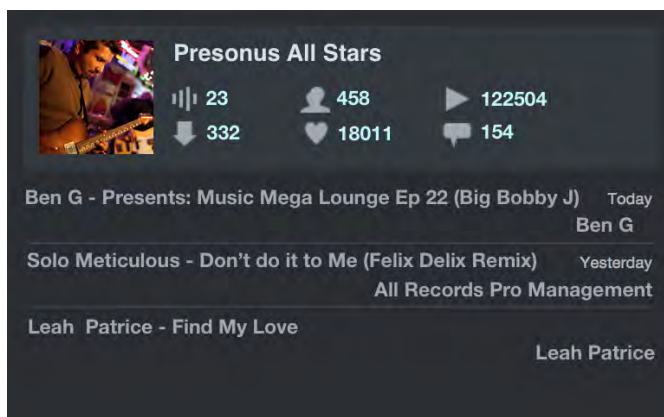 Presonus All Stars
23 458 122504
332 18011 154
Ben G - Presents: Music Mega Lounge Ep 22 (Big Bobby J) Today
Ben G
Solo Meticulous - Don’t do it to Me (Felix Delix Remix) Yesterday
All Records Pro Management
Leah  Patrice - Find My Love
Leah Patrice